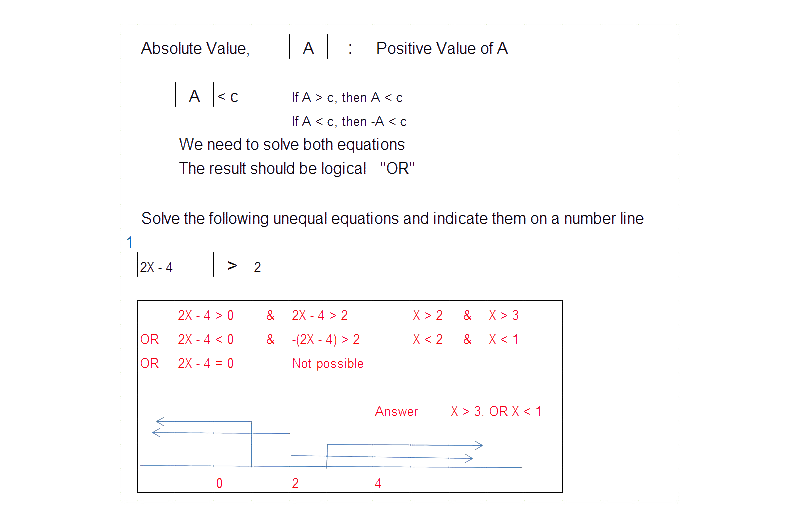 Absolute Value, | A | : Positive Value of A
| A | < c If A > c, then A < c
If A < c, then -A < c
We need to solve both equations
The result should be logical "OR"
Solve the following unequal equations and indicate them on a number line
1
|2X - 4 | > 2
2X - 4 > 0 & 2X - 4 > 2 X > 2 & X > 3
OR 2X - 4 < 0 & -(2X - 4) > 2 X < 2 & X < 1
OR 2X - 4 = 0 Not possible
Answer X > 3. OR X < 1
0 2 4